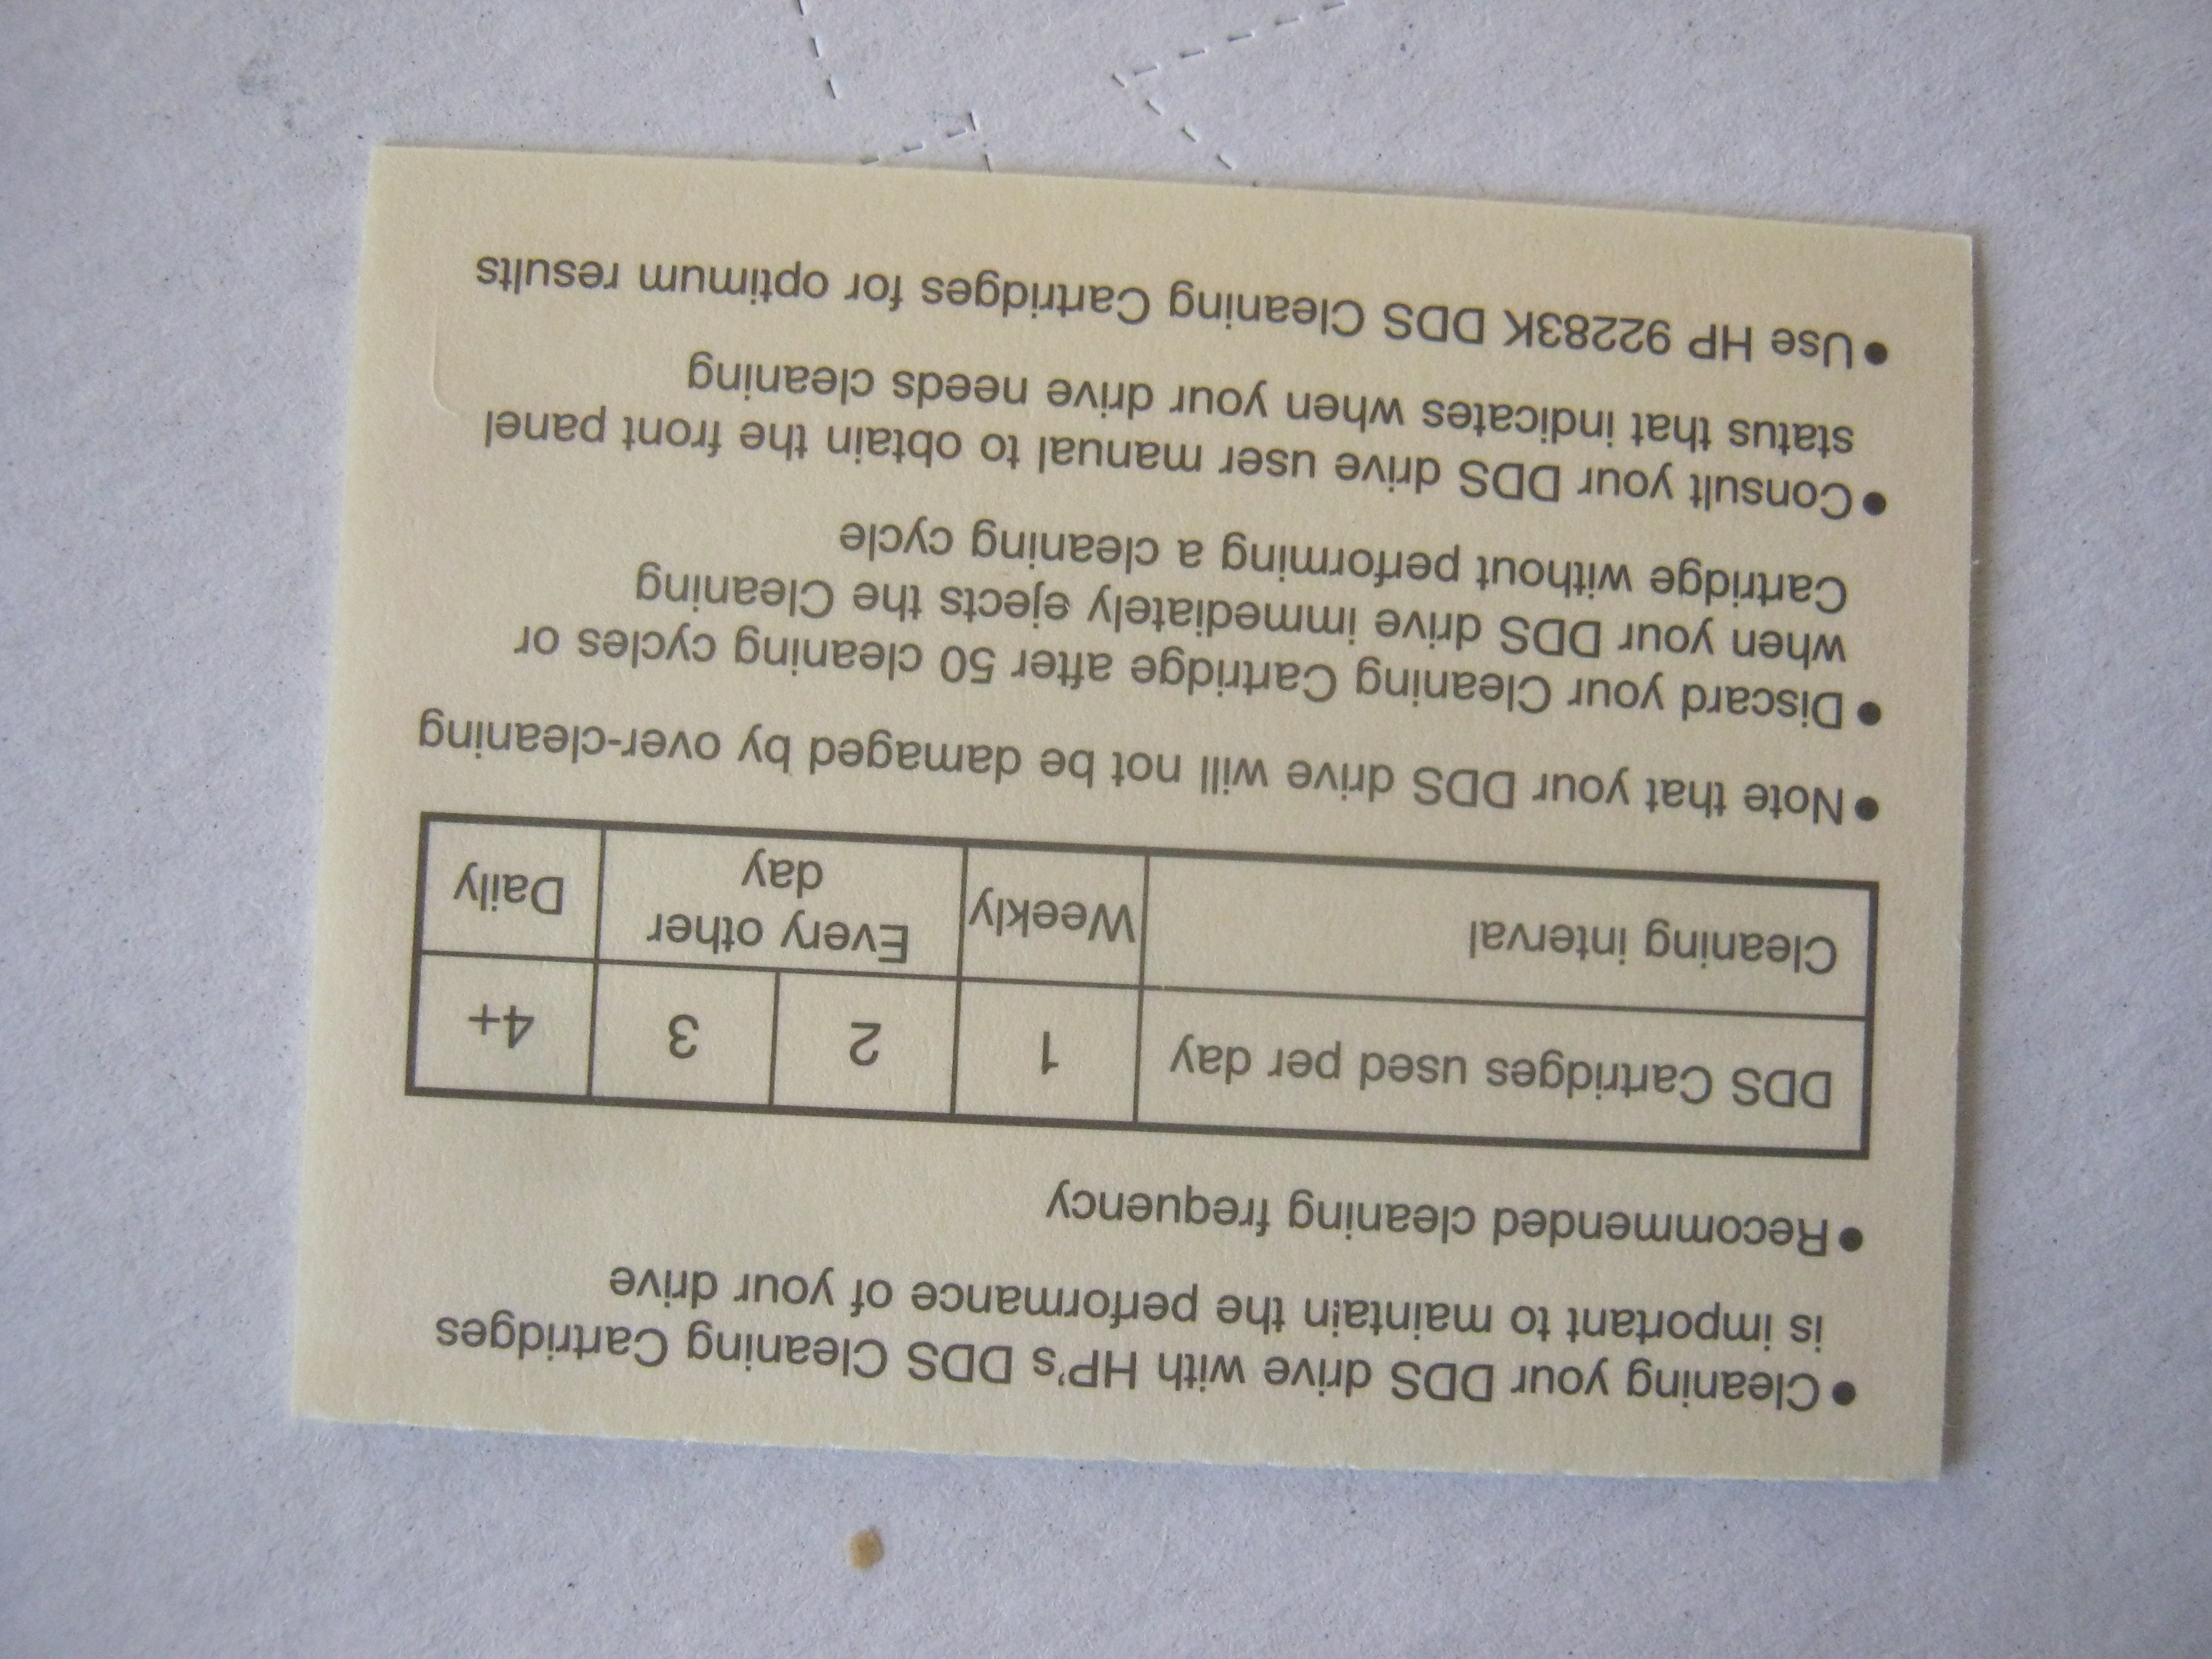 ●Cleaning your DDS drive with HP's DDS Cleaning Cartridges
is important to maintain the performance of your drive
●Recommended cleaning frequency
DDS Cartridges used per day 1 2 3 4+
Cleaning interval Weekly Every other Daily
day
●Note that your DDS drive will not be damaged by over-cleaning
●Discard your Cleaning Cartridge after 50 cleaning cycles or
when your DDS drive immediately ejects the Cleaning
Cartridge without performing a cleaning cycle
●Consult your DDS drive user manual to obtain the front panel
status that indicates when your drive needs cleaning
●Use HP 92283K DDS Cleaning Cartridges for optimum results